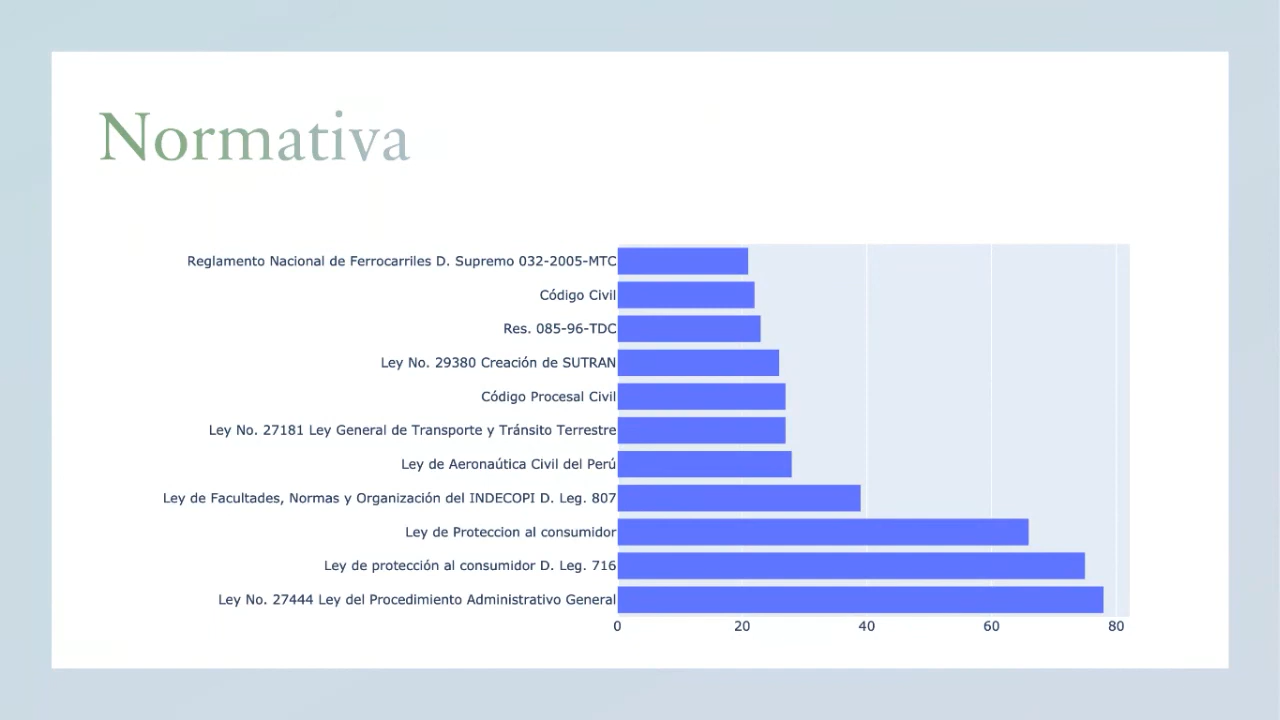 Normativa
Reglamento Nacional de Ferrocarriles D. Supremo 032-2005-MTC
Código Civil
Res. 085-96-TDC
Ley No. 29380 Creación de SUTRAN
Código Procesal Civil
Ley No. 27181 Ley General de Transporte y Tránsito Terrestre
Ley de Aeronaútica Civil del Perú
Ley de Facultades, Normas y Organización del INDECOPI D. Leg. 807
Ley de Proteccion al consumidor
Ley de protección al consumidor D. Leg. 716
Ley No. 27444 Ley del Procedimiento Administrativo General
0 20 40 60 80